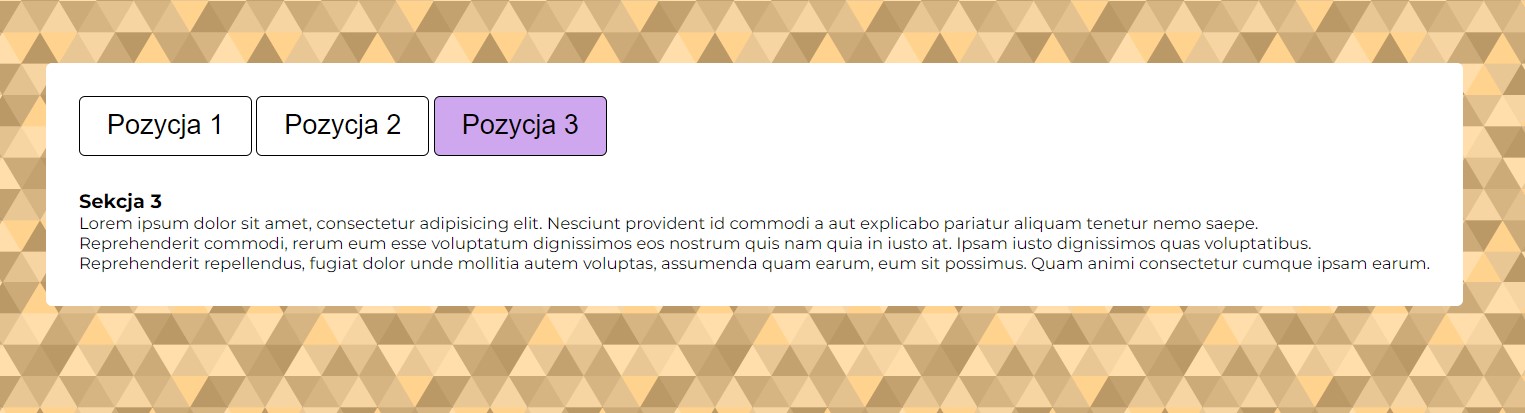 Pozycja 1 Pozycja 2 Pozycja 3
Sekcja 3
Lorem ipsum dolor sit amet, consectetur adipisicing elit. Nesciunt provident id commodi a aut explicabo pariatur aliquam tenetur nemo saepe.
Reprehenderit commodi, rerum eum esse voluptatum dignissimos eos nostrum quis nam quia in iusto at. Ipsam iusto dignissimos quas voluptatibus.
Reprehenderit repellendus, fugiat dolor unde mollitia autem voluptas, assumenda quam earum, eum sit possimus. Quam animi consectetur cumque ipsam earum.